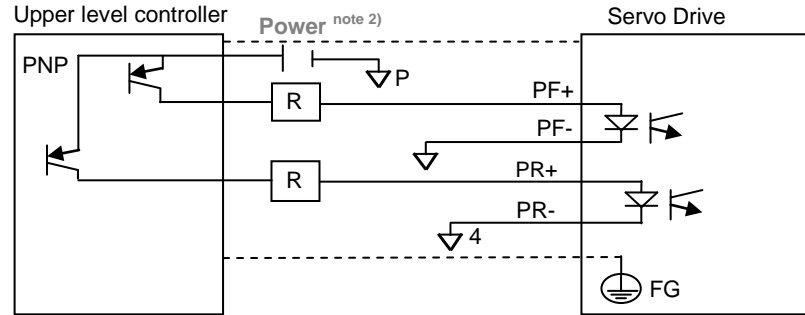 Upper level controller
Power note 2)
Servo Drive
PNP
P
R
PF+
PF-
R
PR+
PR-
4
FG